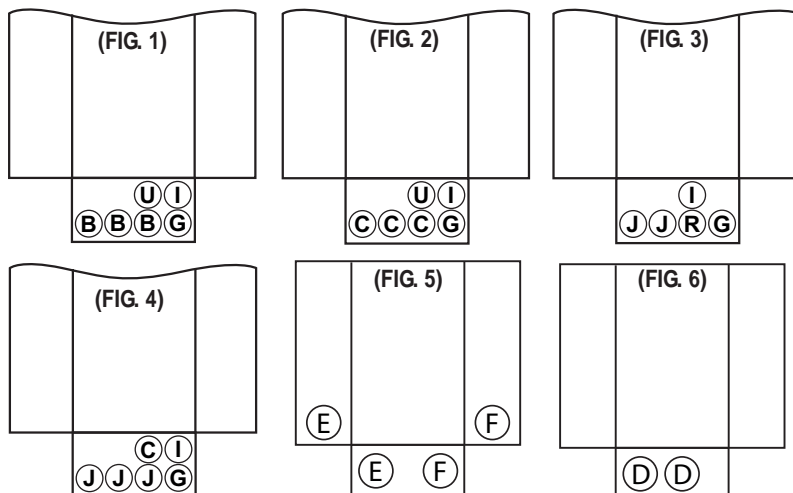 (FIG. 1)
U I
B B B G
(FIG. 2)
U I
C C C G
(FIG. 3)
I
J J R G
(FIG. 4)
C I
J J J G
(FIG. 5)
E F
E F
(FIG. 6)
D D